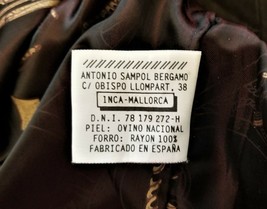 ANTONIO SAMPOL BERGAMO
C/ OBISPO LLOMPART, 38
INCA-MALLORCA
D.N.I. 78 179 272-H
PIEL: OVINO NACIONAL
FORRO: RAYON 100%
FABRICADO EN ESPAÑA